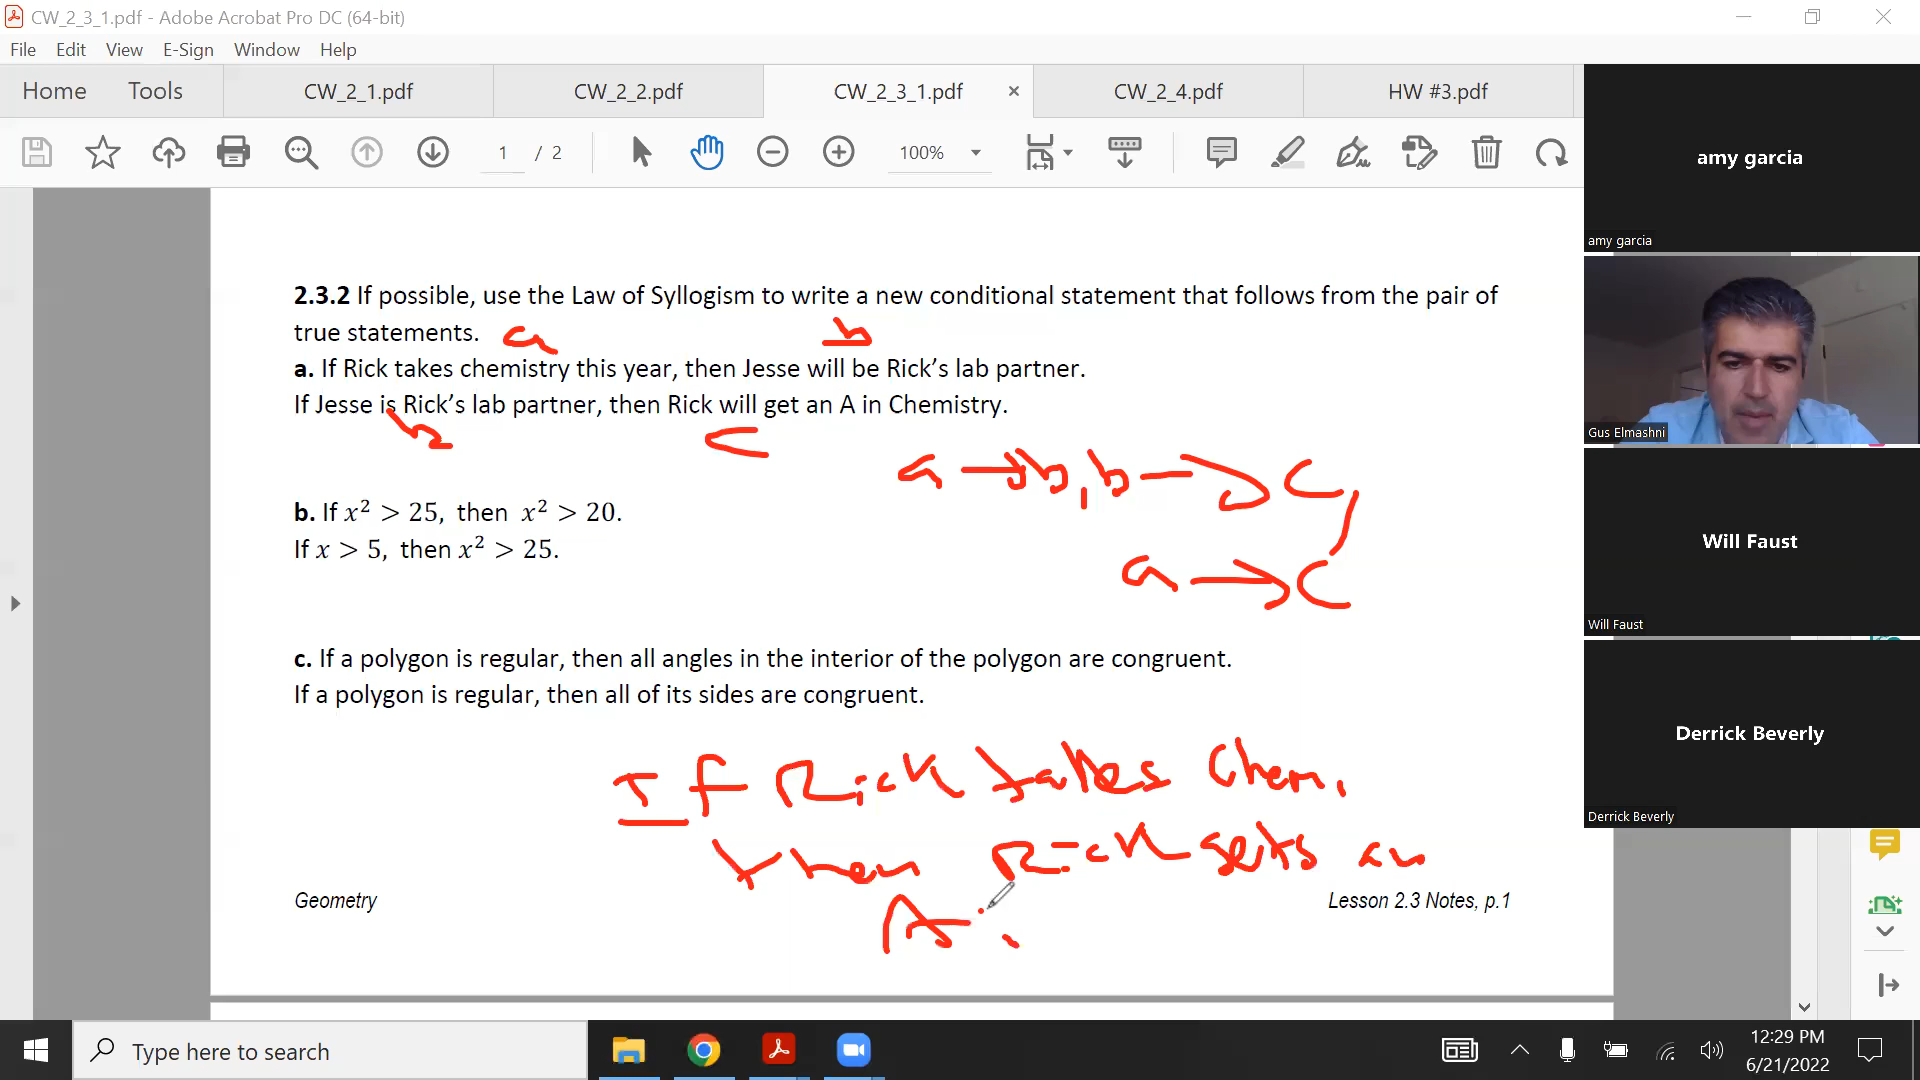 CW_2_3_1.pdf - Adobe Acrobat Pro DC (64-bit)
File Edit View E-Sign Window Help
Home Tools CW_2_1.pdf CW_2_2.pdf CW_2_3_1.pdf × CW_2_4.pdf HW #3.pdf
1 / 2 100%
amy garcia
amy garcia
Gus Elmashni
Will Faust
Will Faust
Derrick Beverly
Derrick Beverly
2.3.2 If possible, use the Law of Syllogism to write a new conditional statement that follows from the pair of
true statements.
a b
a. If Rick takes chemistry this year, then Jesse will be Rick's lab partner.
If Jesse is Rick's lab partner, then Rick will get an A in Chemistry.
b c
a → b, b → c
a → c
b. If x² > 25, then x² > 20.
If x > 5, then x² > 25.
c. If a polygon is regular, then all angles in the interior of the polygon are congruent.
If a polygon is regular, then all of its sides are congruent.
If Rick takes Chem,
then Rick gets an
A.
Geometry Lesson 2.3 Notes, p.1
Type here to search
12:29 PM
6/21/2022